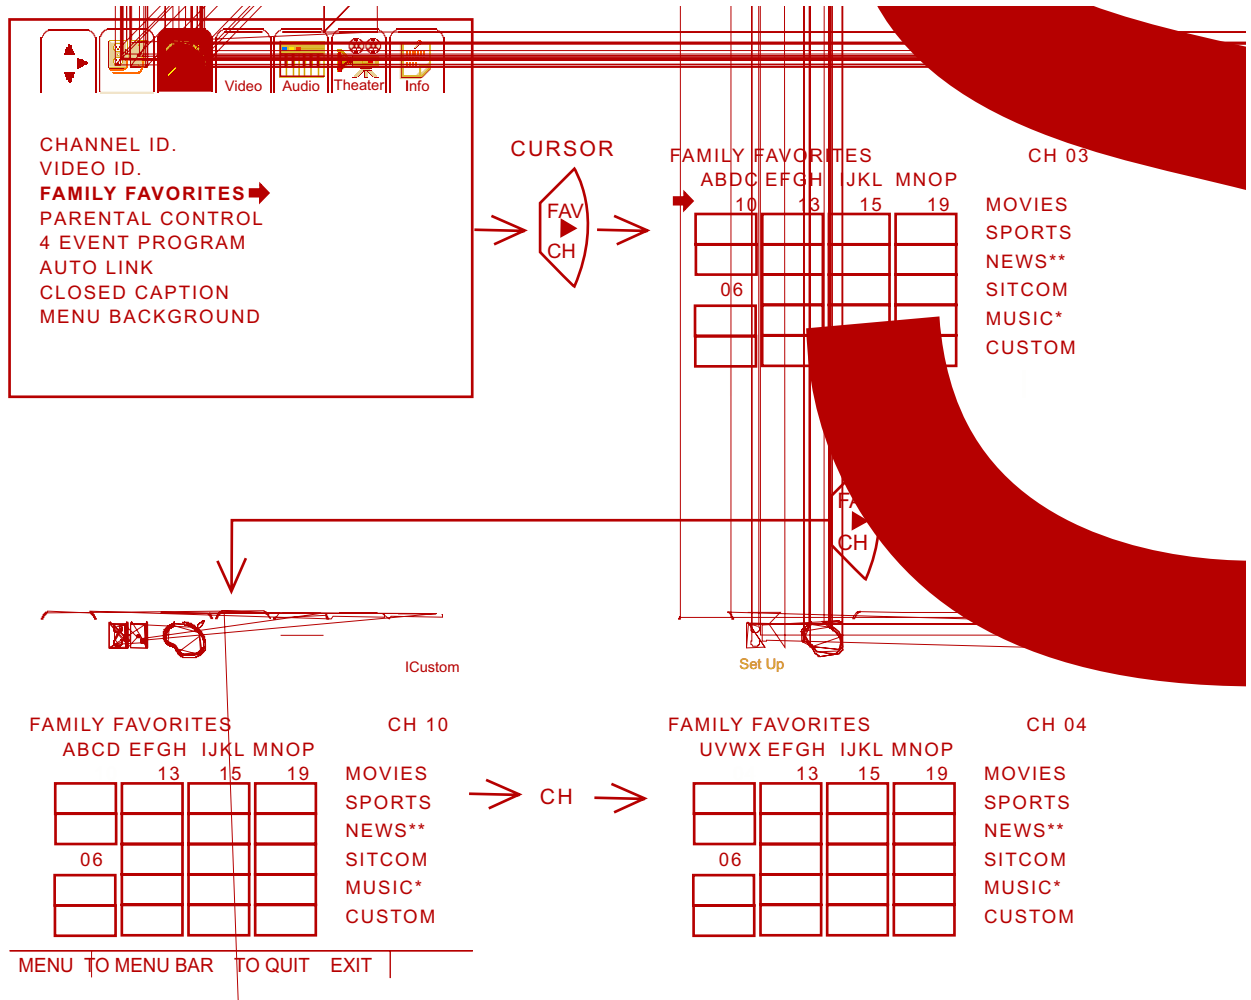 Video Audio Theater Info
CHANNEL ID.
VIDEO ID.
FAMILY FAVORITES
PARENTAL CONTROL
4 EVENT PROGRAM
AUTO LINK
CLOSED CAPTION
MENU BACKGROUND
CURSOR
FAV
CH
FAMILY FAVORITES CH 03
ABDC EFGH IJKL MNOP
10 13 15 19 MOVIES
SPORTS
NEWS**
06 SITCOM
MUSIC*
CUSTOM
CH
ICustom
Set Up
FAMILY FAVORITES CH 10
ABCD EFGH IJKL MNOP
13 15 19 MOVIES
SPORTS
NEWS**
06 SITCOM
MUSIC*
CUSTOM
CH
FAMILY FAVORITES CH 04
UVWX EFGH IJKL MNOP
13 15 19 MOVIES
SPORTS
NEWS**
06 SITCOM
MUSIC*
CUSTOM
MENU TO MENU BAR TO QUIT EXIT